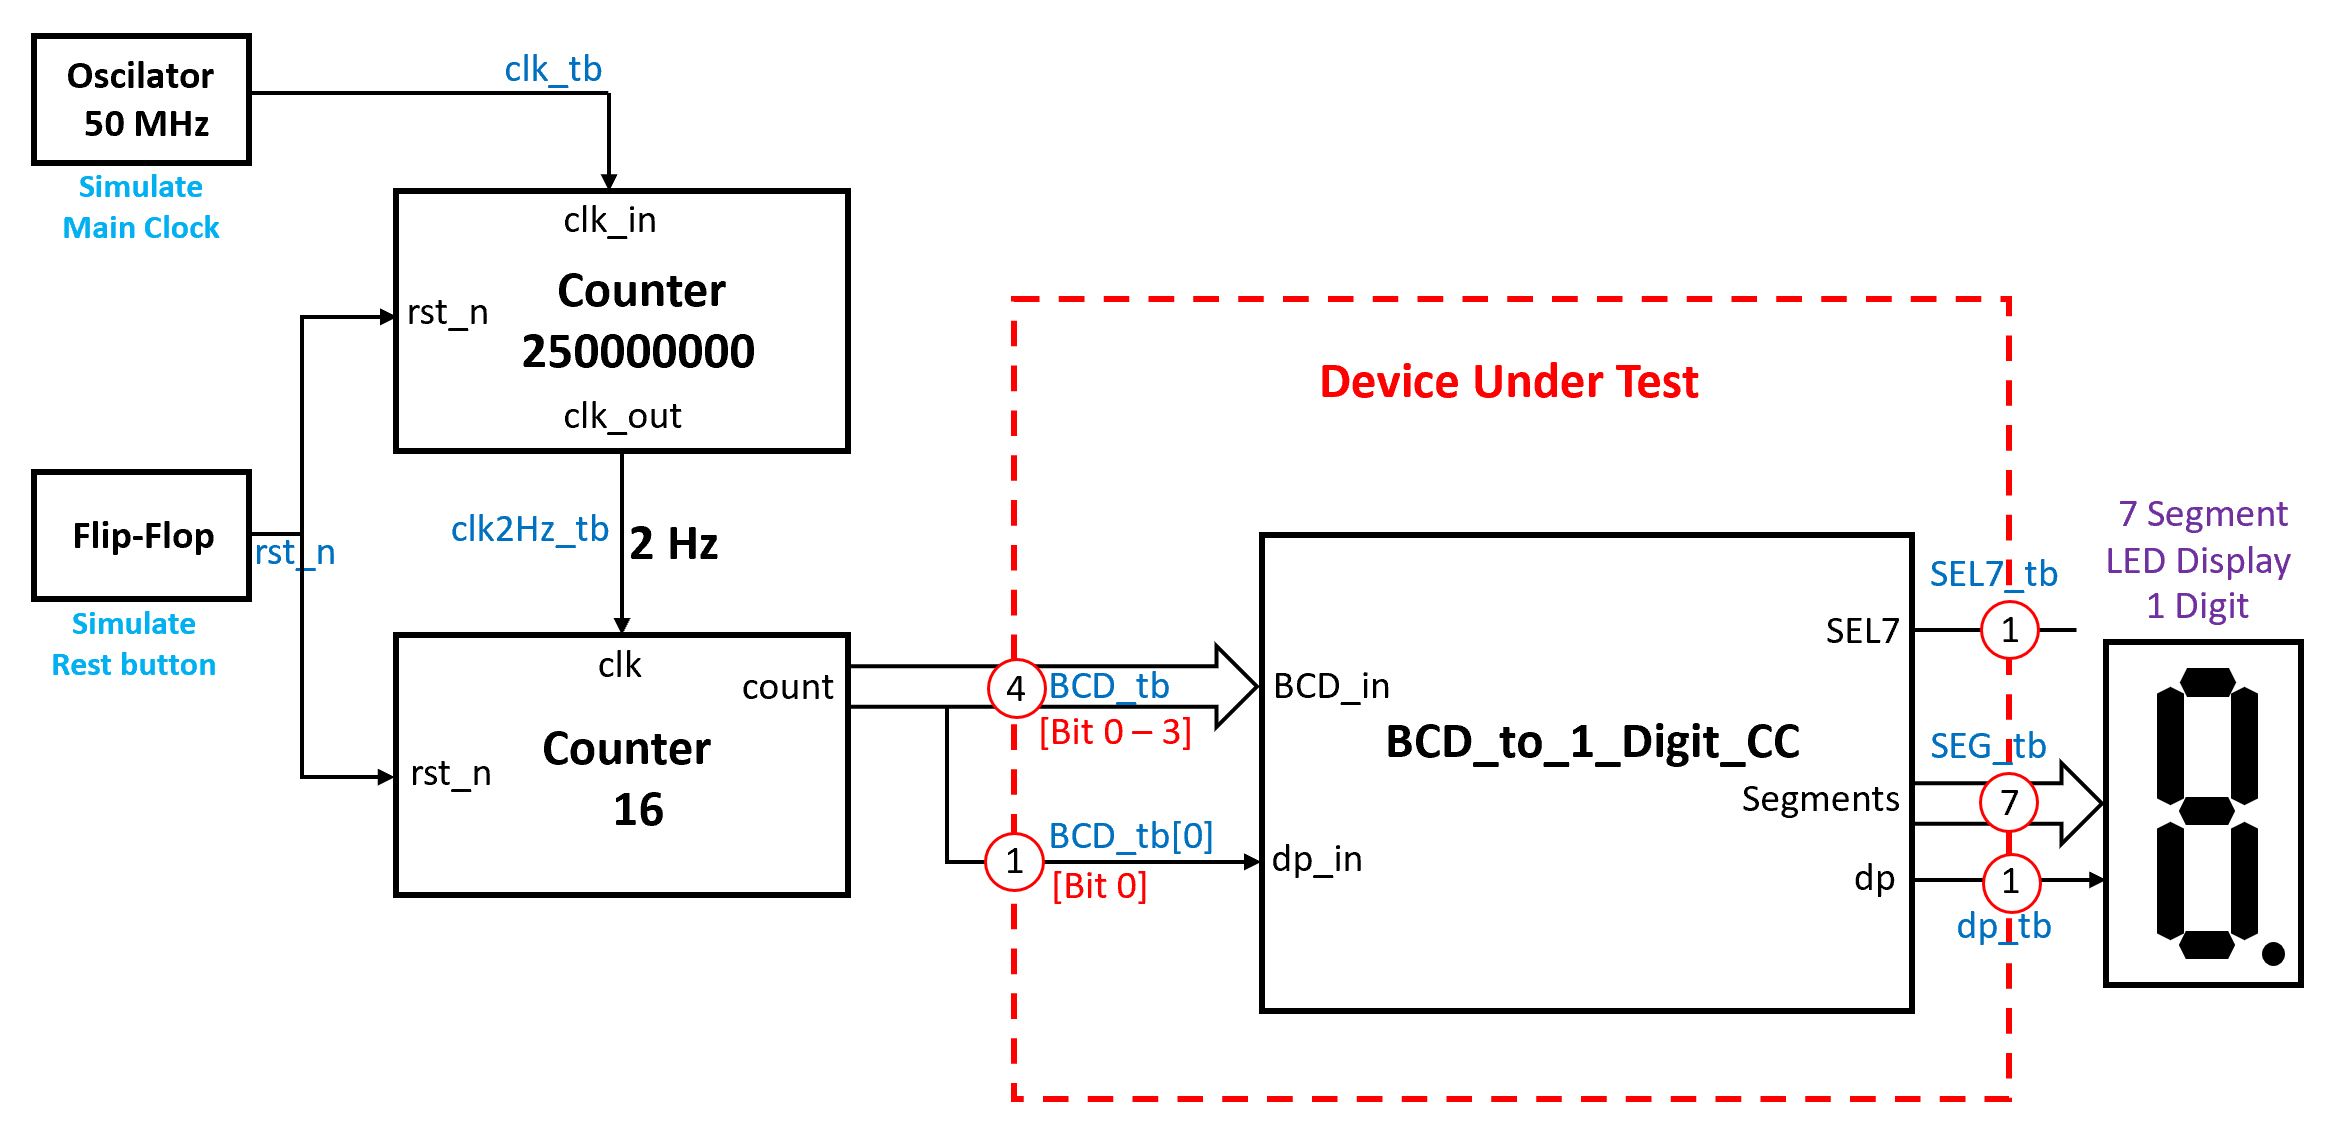 Oscilator
50 MHz
Simulate
Main Clock
clk_tb
clk_in
rst_n
Counter
250000000
clk_out
Flip-Flop
rst_n
Simulate
Rest button
clk2Hz_tb
2 Hz
clk
count
rst_n
Counter
16
Device Under Test
4
BCD_tb
[Bit 0 – 3]
1
BCD_tb[0]
[Bit 0]
BCD_in
dp_in
BCD_to_1_Digit_CC
SEL7
Segments
dp
SEL7_tb
1
SEG_tb
7
1
dp_tb
7 Segment
LED Display
1 Digit